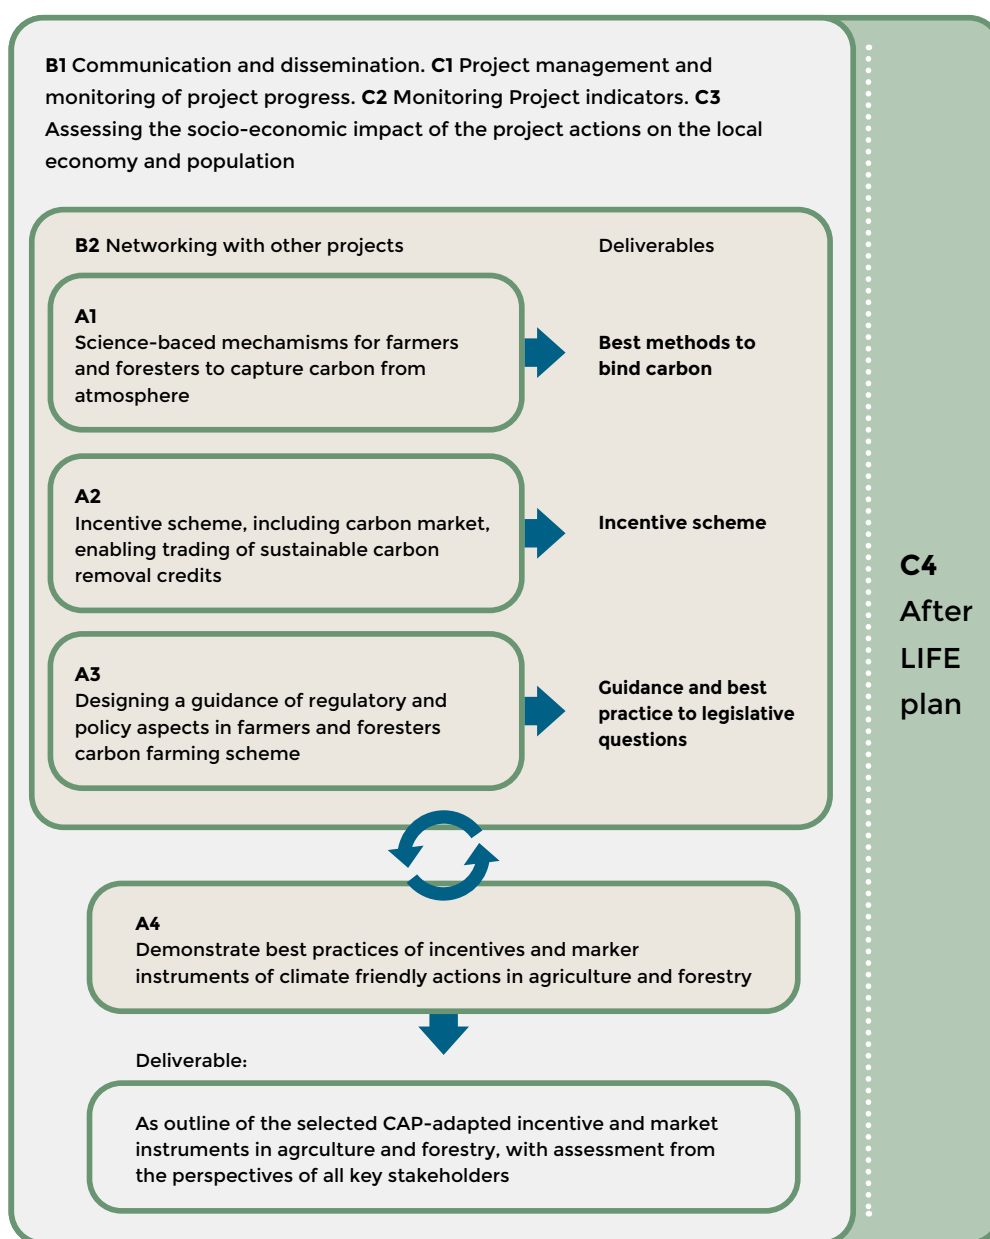 B1 Communication and dissemination. C1 Project management and
monitoring of project progress. C2 Monitoring Project indicators. C3
Assessing the socio-economic impact of the project actions on the local
economy and population
B2 Networking with other projects
Deliverables
A1
Science-baced mechamisms for farmers
and foresters to capture carbon from
atmosphere
Best methods to
bind carbon
A2
Incentive scheme, including carbon market,
enabling trading of sustainable carbon
removal credits
Incentive scheme
A3
Designing a guidance of regulatory and
policy aspects in farmers and foresters
carbon farming scheme
Guidance and best
practice to legislative
questions
A4
Demonstrate best practices of incentives and marker
instruments of climate friendly actions in agriculture and forestry
Deliverable:
As outline of the selected CAP-adapted incentive and market
instruments in agrculture and forestry, with assessment from
the perspectives of all key stakeholders
C4
After
LIFE
plan